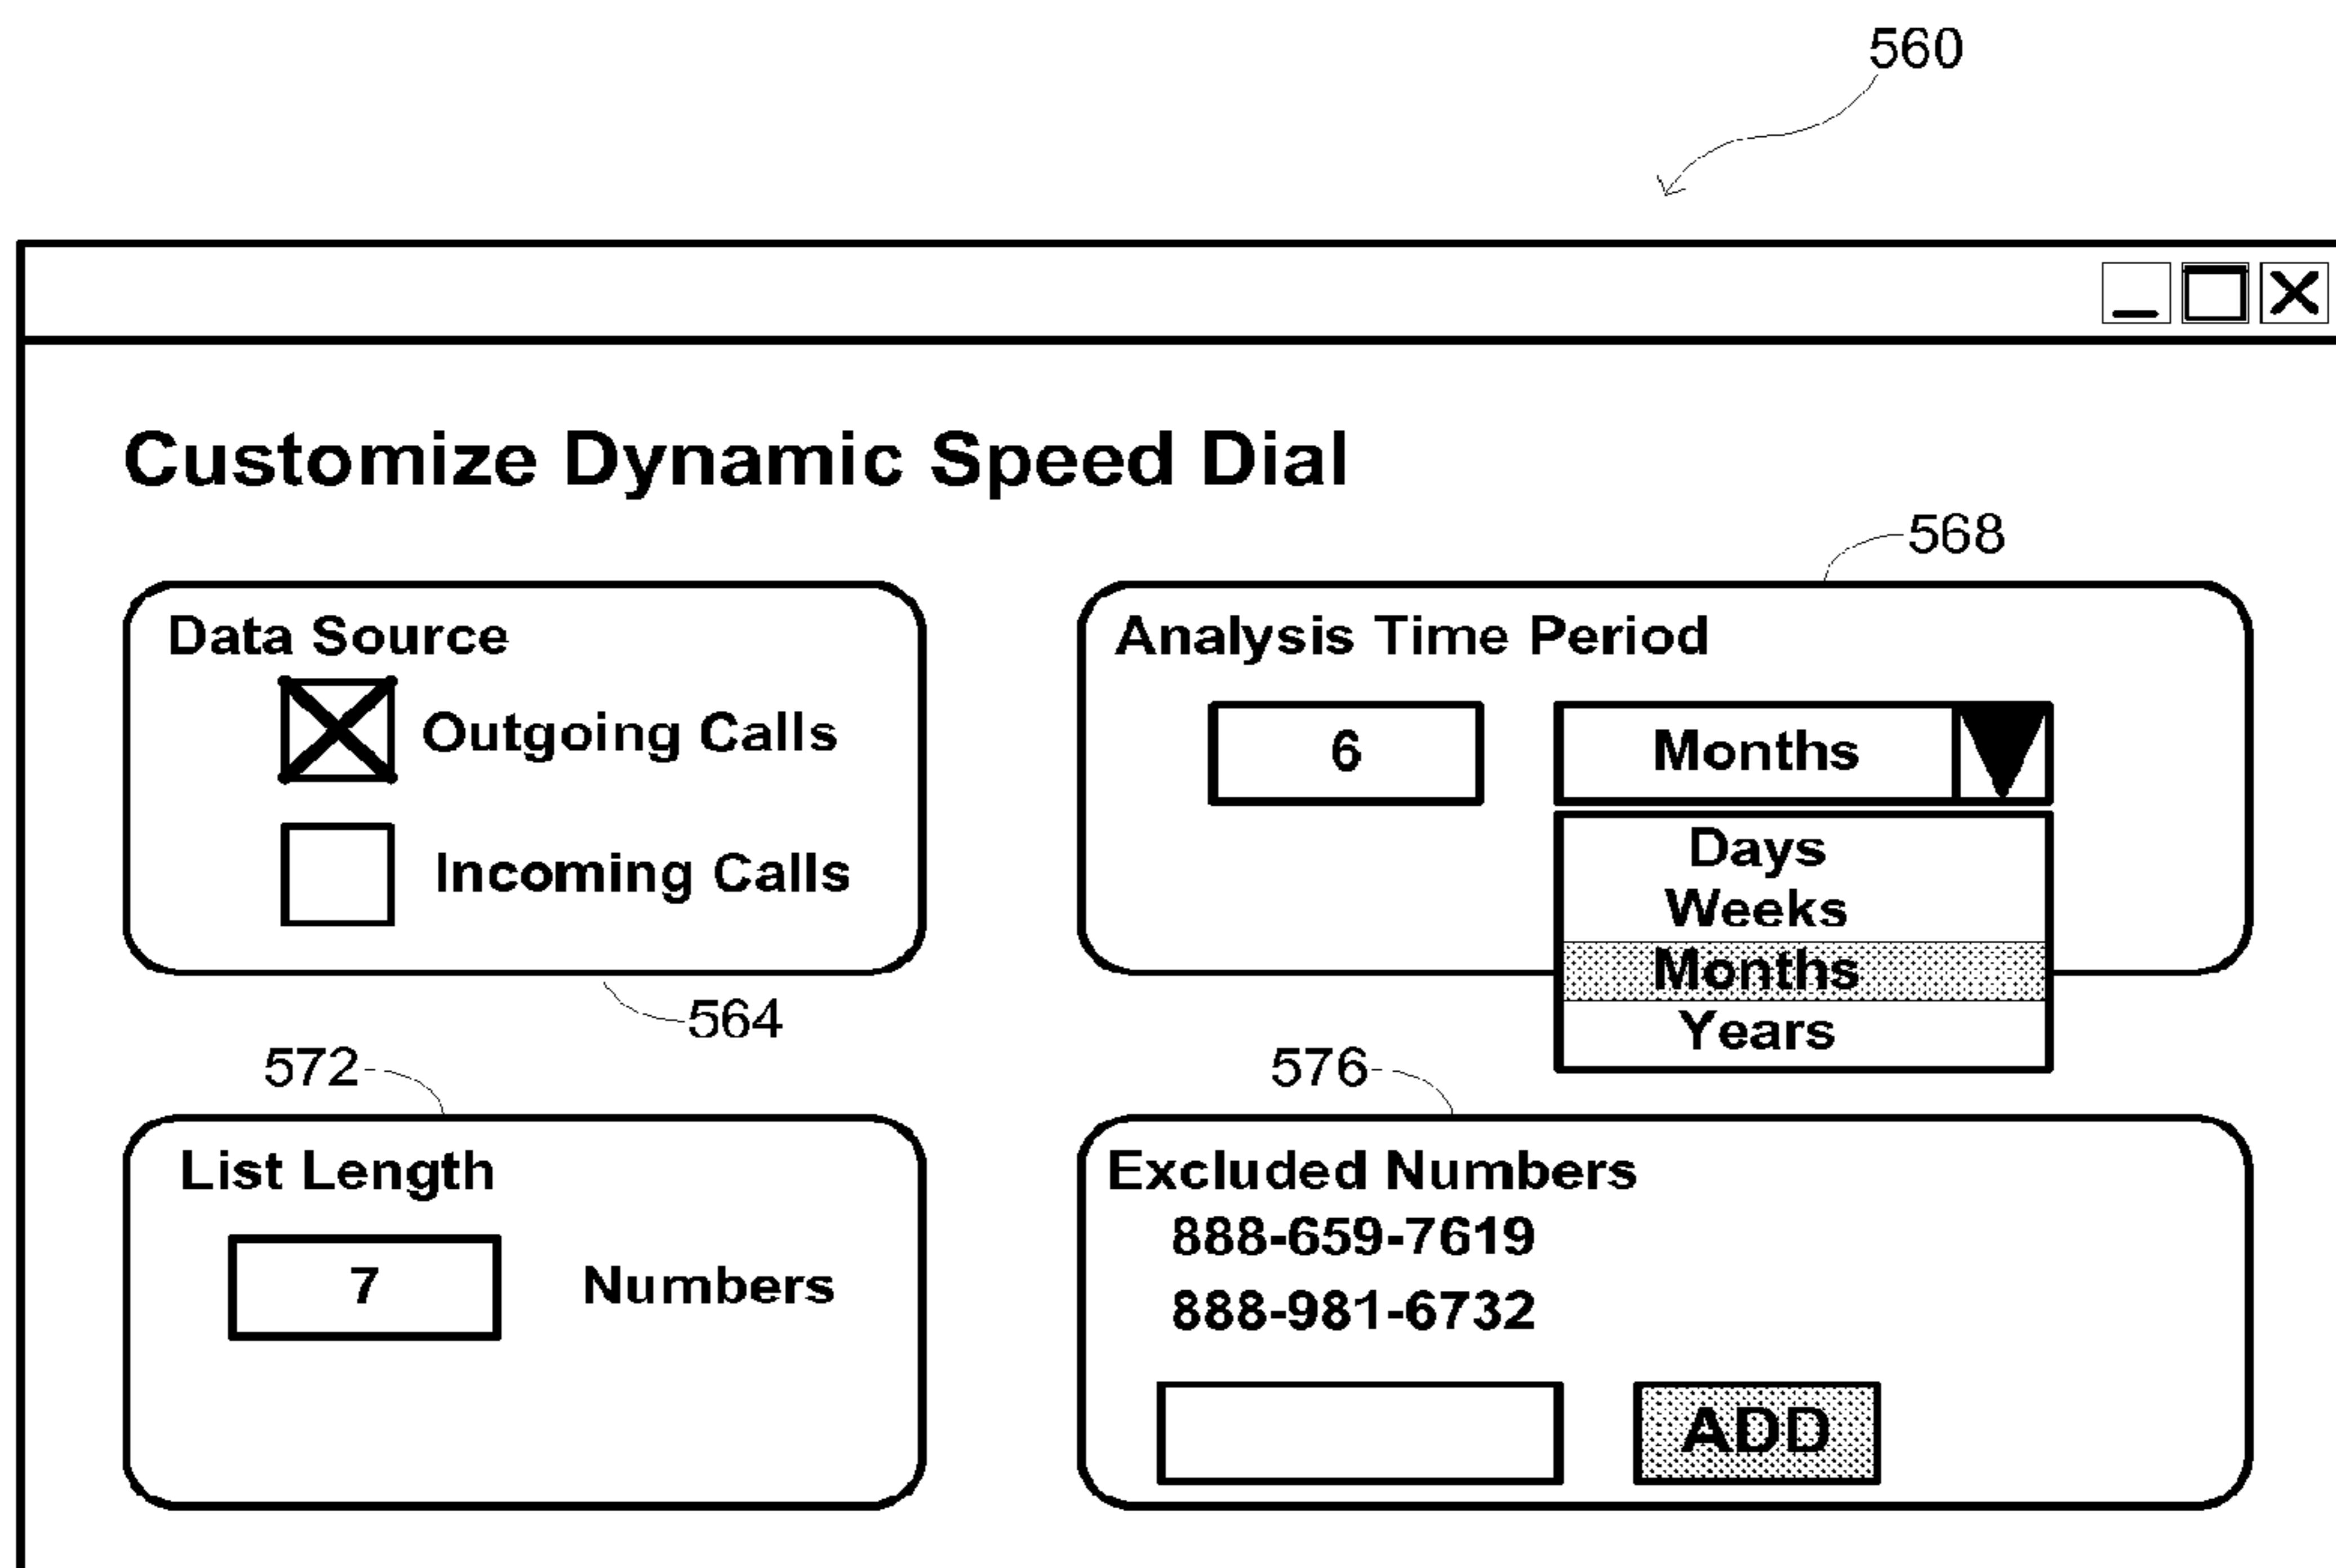 560
Customize Dynamic Speed Dial
568
Data Source
Outgoing Calls
Incoming Calls
564
Analysis Time Period
6
Months
Days
Weeks
Months
Years
572
List Length
7 Numbers
576
Excluded Numbers
888-659-7619
888-981-6732
ADD